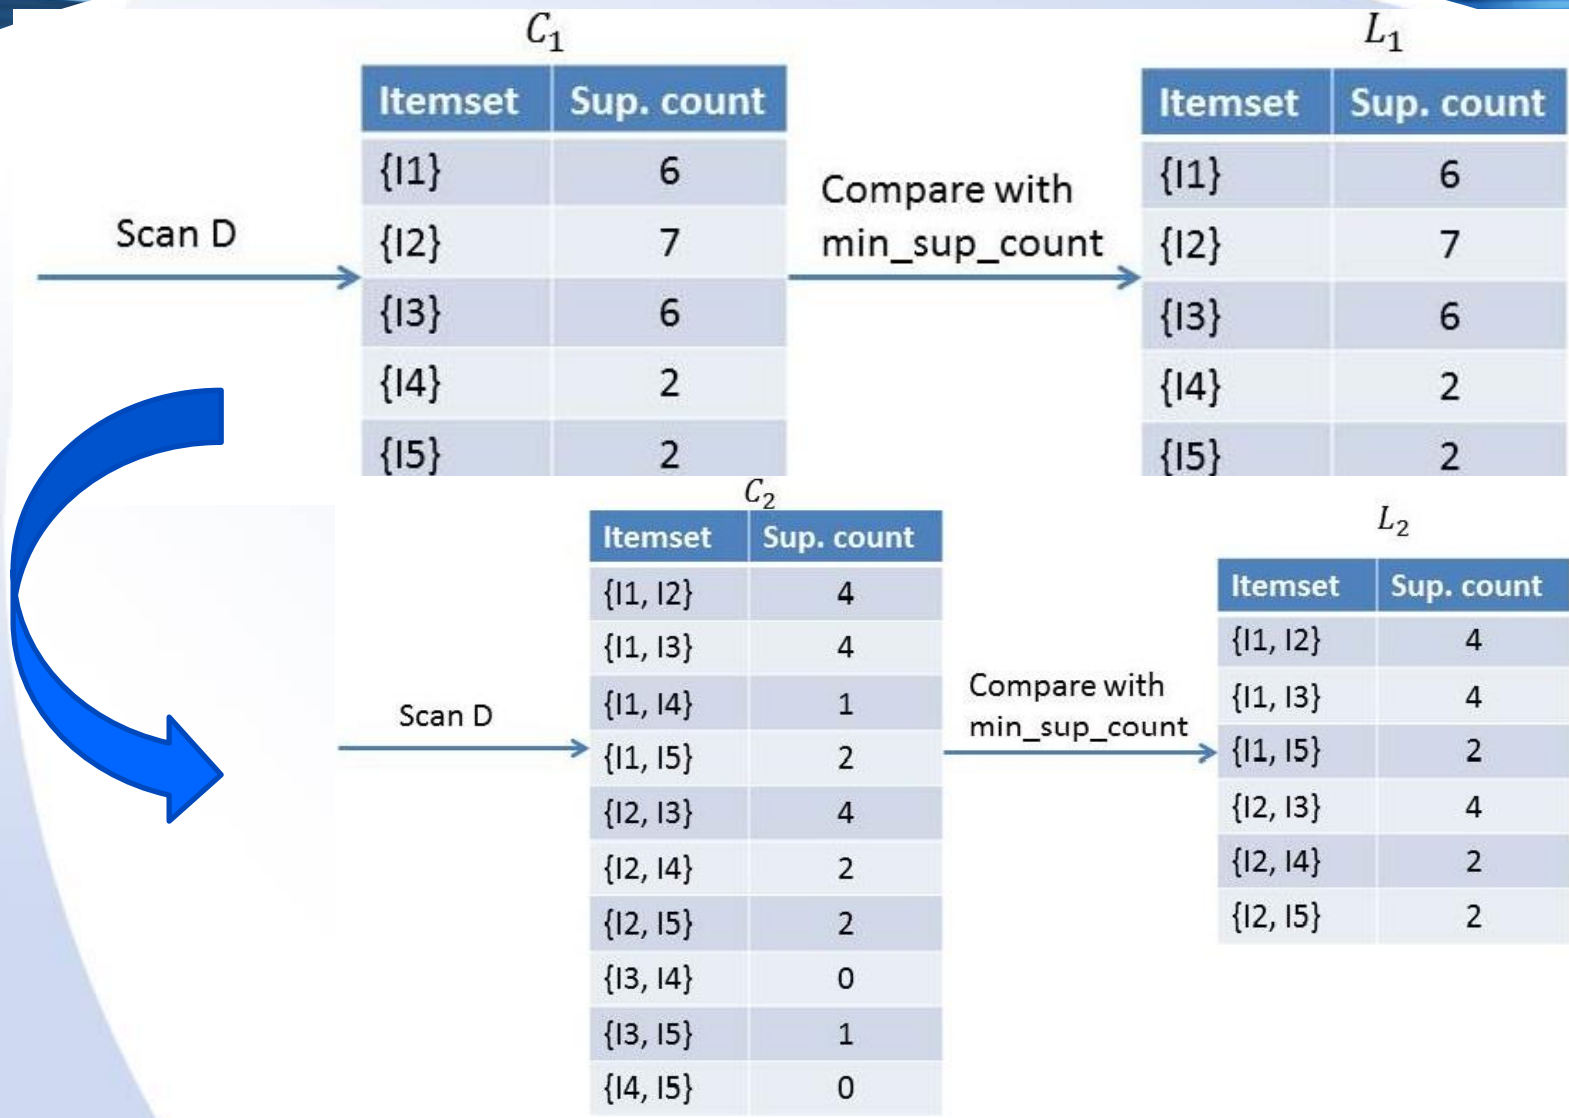 C₁
Itemset Sup. count
{I1} 6
{I2} 7
{I3} 6
{I4} 2
{I5} 2
Scan D
Compare with
min_sup_count
L₁
Itemset Sup. count
{I1} 6
{I2} 7
{I3} 6
{I4} 2
{I5} 2
C₂
Itemset Sup. count
{I1, I2} 4
{I1, I3} 4
{I1, I4} 1
{I1, I5} 2
{I2, I3} 4
{I2, I4} 2
{I2, I5} 2
{I3, I4} 0
{I3, I5} 1
{I4, I5} 0
Scan D
Compare with
min_sup_count
L₂
Itemset Sup. count
{I1, I2} 4
{I1, I3} 4
{I1, I5} 2
{I2, I3} 4
{I2, I4} 2
{I2, I5} 2